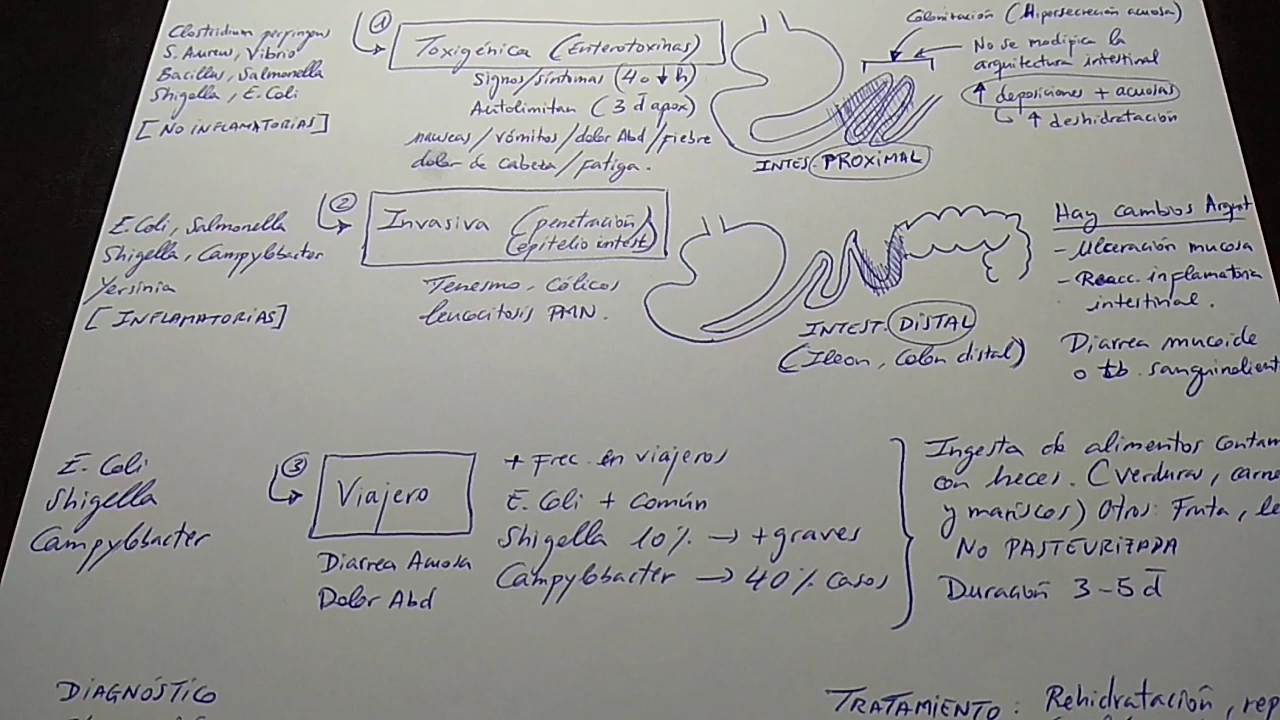 Clostridium perfringens
S. Aureus, Vibrio
Bacillus, Salmonella
Shigella, E. Coli
[NO INFLAMATORIAS]
① Toxigénica (Enterotoxinas)
Signos/síntomas (40 ↓ h)
Autolimitan (3 d apox)
nauseas/vómitos/dolor Abd/fiebre
dolor de cabeza/fatiga.
Colonización (Hipersecreción acuosa)
No se modifica la
arquitectura intestinal
↑ deposiciones + acuosas
↑ deshidratación
INTES. PROXIMAL
E. Coli, Salmonella
Shigella, Campylobacter
Yersinia
[INFLAMATORIAS]
② Invasiva (penetración)
(epitelio intest)
Tenesmo, cólicos
leucocitosis PMN.
INTEST. DISTAL
(Ileon, Colon distal)
Hay cambios Arquit
- Ulceración mucosa
- Reacc. inflamatoria
intestinal.
Diarrea mucoide
o tb. sanguinolient
E. Coli
Shigella
Campylobacter
③ Viajero
Diarrea Acuosa
Dolor Abd
+ Frec. en viajeros
E. Coli + común
Shigella 10% → + graves
Campylobacter → 40% casos
Ingesta de alimentos contam
con heces. (verduras, carne
y mariscos) Otros: Fruta, le
NO PASTEURIZADA
Duración 3-5 d
DIAGNÓSTICO
TRATAMIENTO: Rehidratación, rep